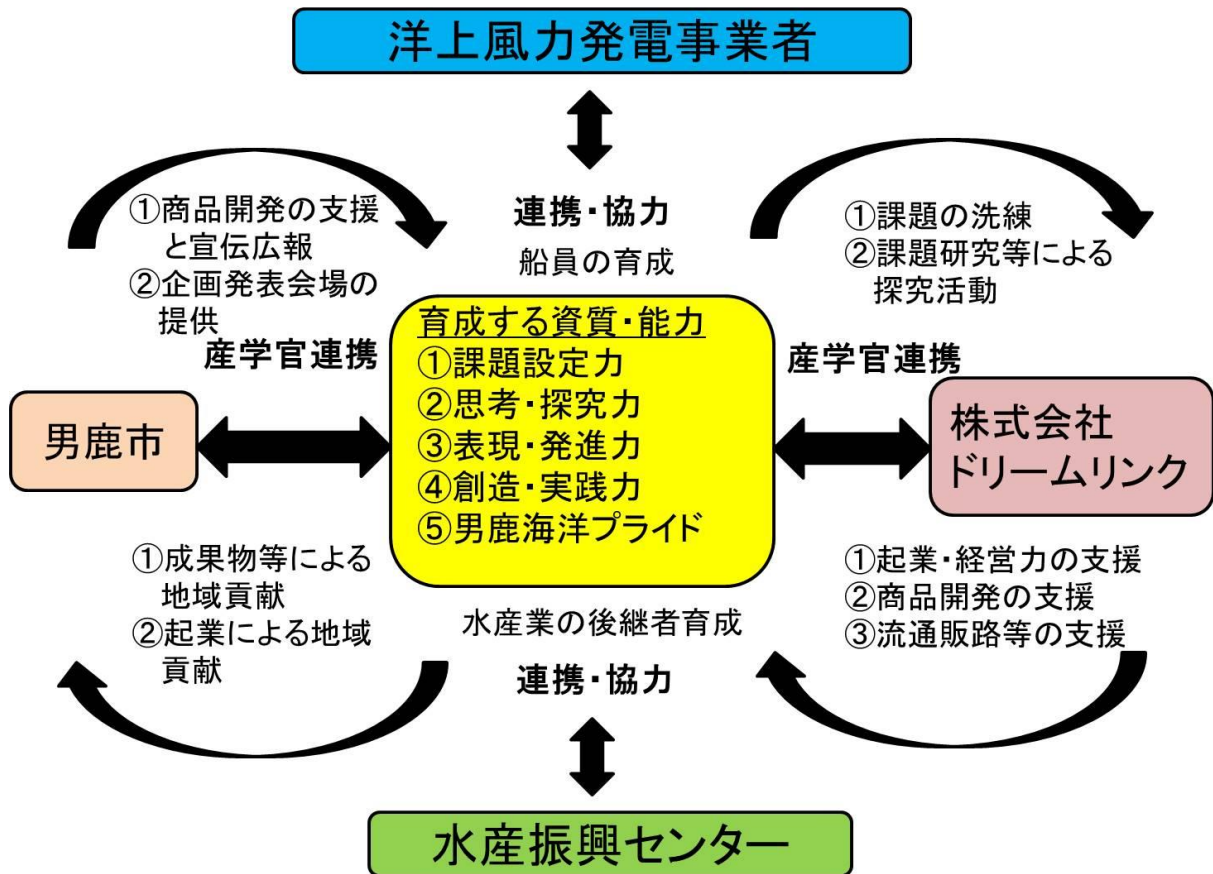 洋上風力発電事業者
①商品開発の支援
と宣伝広報
②企画発表会場の
提供
産学官連携
連携・協力
船員の育成
①課題の洗練
②課題研究等による
探究活動
産学官連携
男鹿市
育成する資質・能力
①課題設定力
②思考・探究力
③表現・発進力
④創造・実践力
⑤男鹿海洋プライド
株式会社
ドリームリンク
①成果物等による
地域貢献
②起業による地域
貢献
水産業の後継者育成
連携・協力
①起業・経営力の支援
②商品開発の支援
③流通販路等の支援
水産振興センター